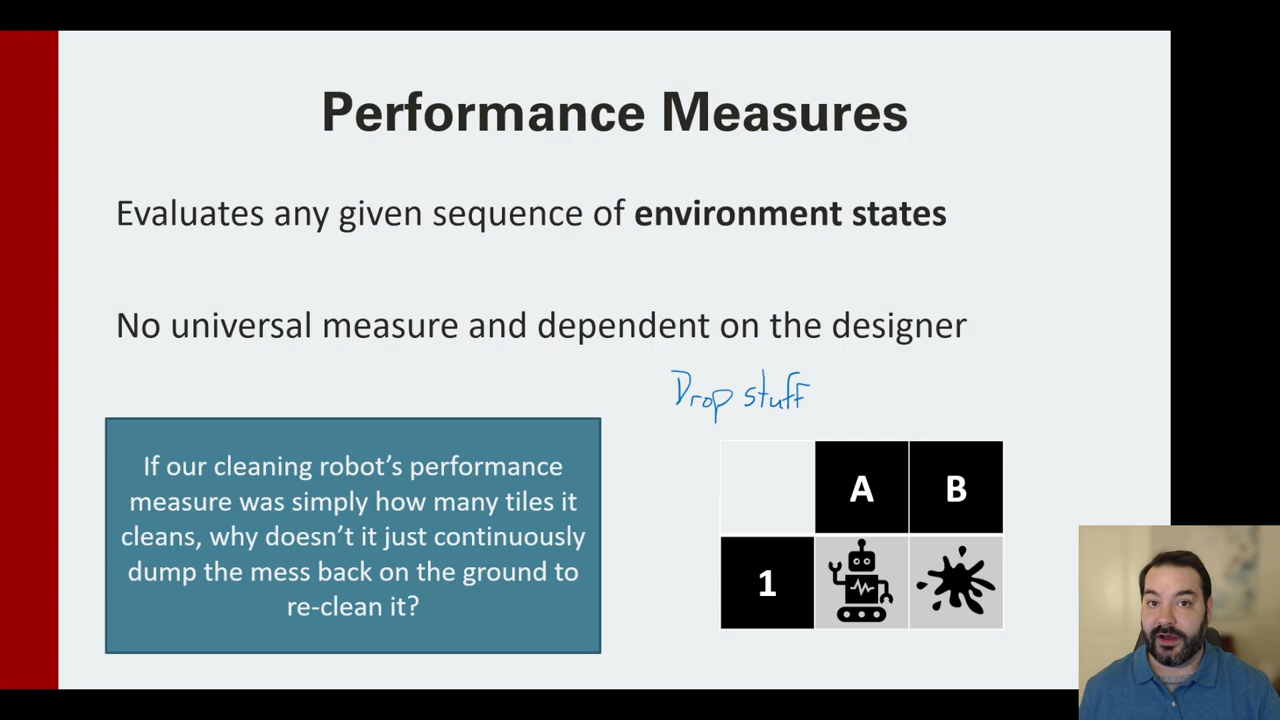 Performance Measures
Evaluates any given sequence of environment states
No universal measure and dependent on the designer
Drop stuff
If our cleaning robot’s performance
measure was simply how many tiles it
cleans, why doesn’t it just continuously
dump the mess back on the ground to
re-clean it?
A B
1